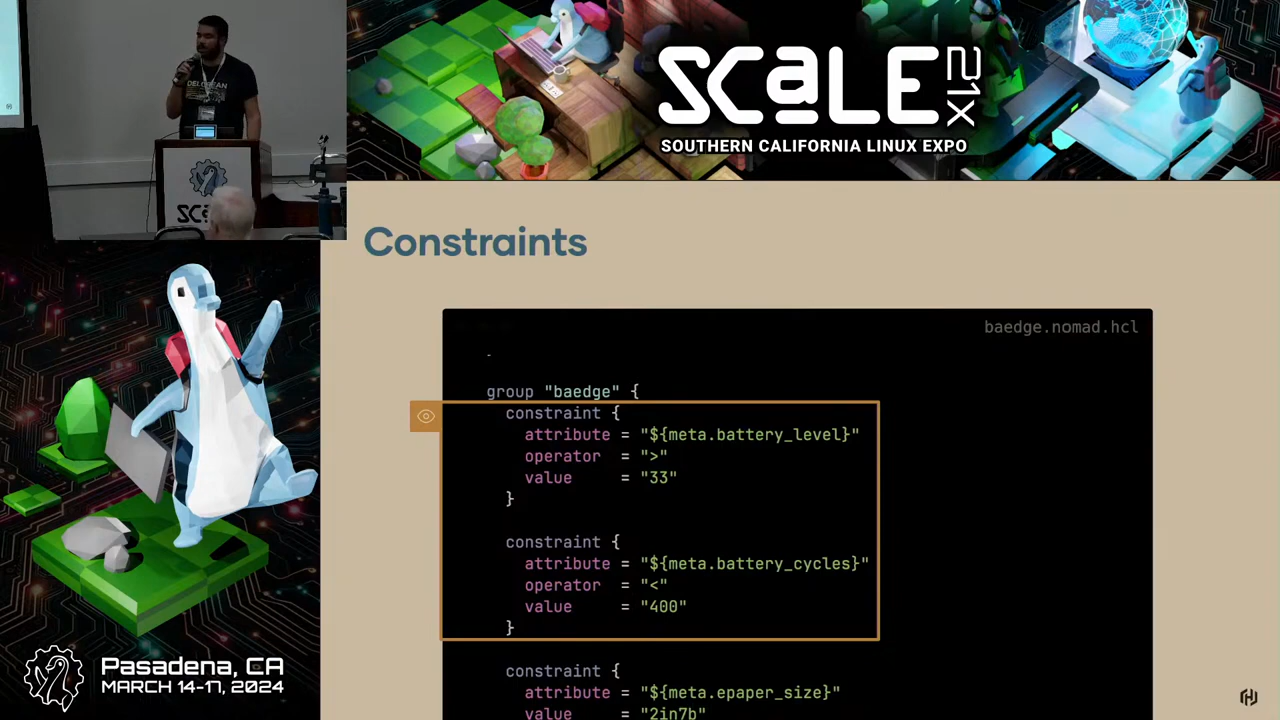 DELOREAN
SCa
SCaLE 21X
SOUTHERN CALIFORNIA LINUX EXPO
Constraints
baedge.nomad.hcl
group "baedge" {
constraint {
attribute = "${meta.battery_level}"
operator = ">"
value = "33"
}
constraint {
attribute = "${meta.battery_cycles}"
operator = "<"
value = "400"
}
constraint {
attribute = "${meta.epaper_size}"
value = "2in7b"
Pasadena, CA
MARCH 14-17, 2024